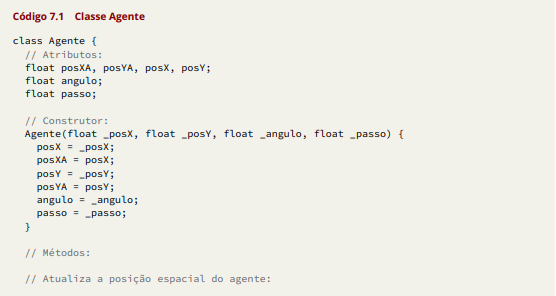 Código 7.1 Classe Agente
class Agente {
// Atributos:
float posXA, posYA, posX, posY;
float angulo;
float passo;
// Construtor:
Agente(float _posX, float _posY, float _angulo, float _passo) {
posX = _posX;
posXA = posX;
posY = _posY;
posYA = posY;
angulo = _angulo;
passo = _passo;
}
// Métodos:
// Atualiza a posição espacial do agente: